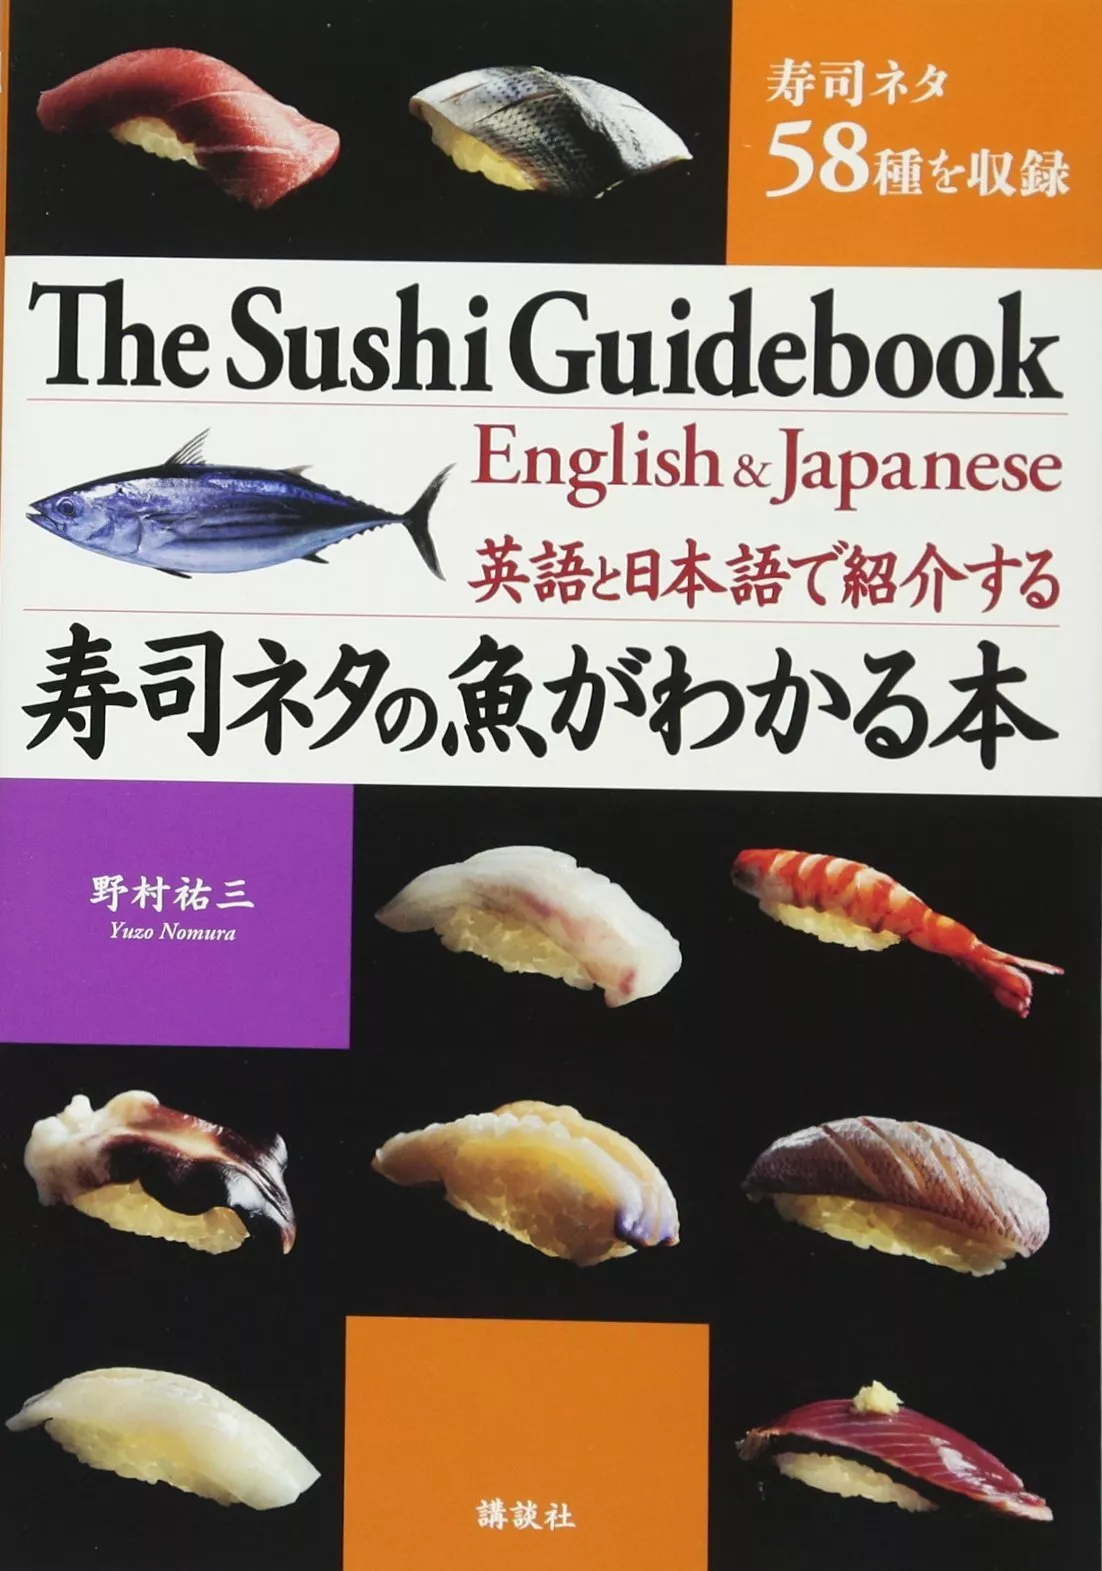 寿司ネタ
58種を収録
The Sushi Guidebook
English & Japanese
英語と日本語で紹介する
寿司ネタの魚がわかる本
野村祐三
Yuzo Nomura
講談社